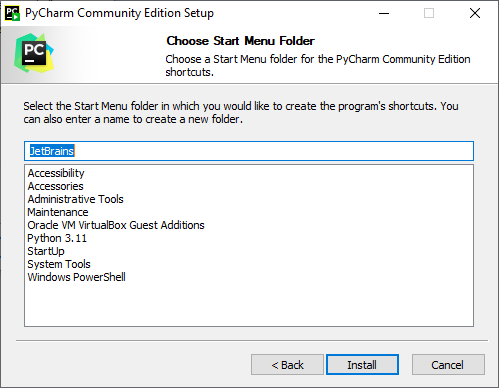 PyCharm Community Edition Setup
PC
Choose Start Menu Folder
Choose a Start Menu folder for the PyCharm Community Edition
shortcuts.
Select the Start Menu folder in which you would like to create the program's shortcuts. You
can also enter a name to create a new folder.
JetBrains
Accessibility
Accessories
Administrative Tools
Maintenance
Oracle VM VirtualBox Guest Additions
Python 3.11
StartUp
System Tools
Windows PowerShell
< Back
Install
Cancel